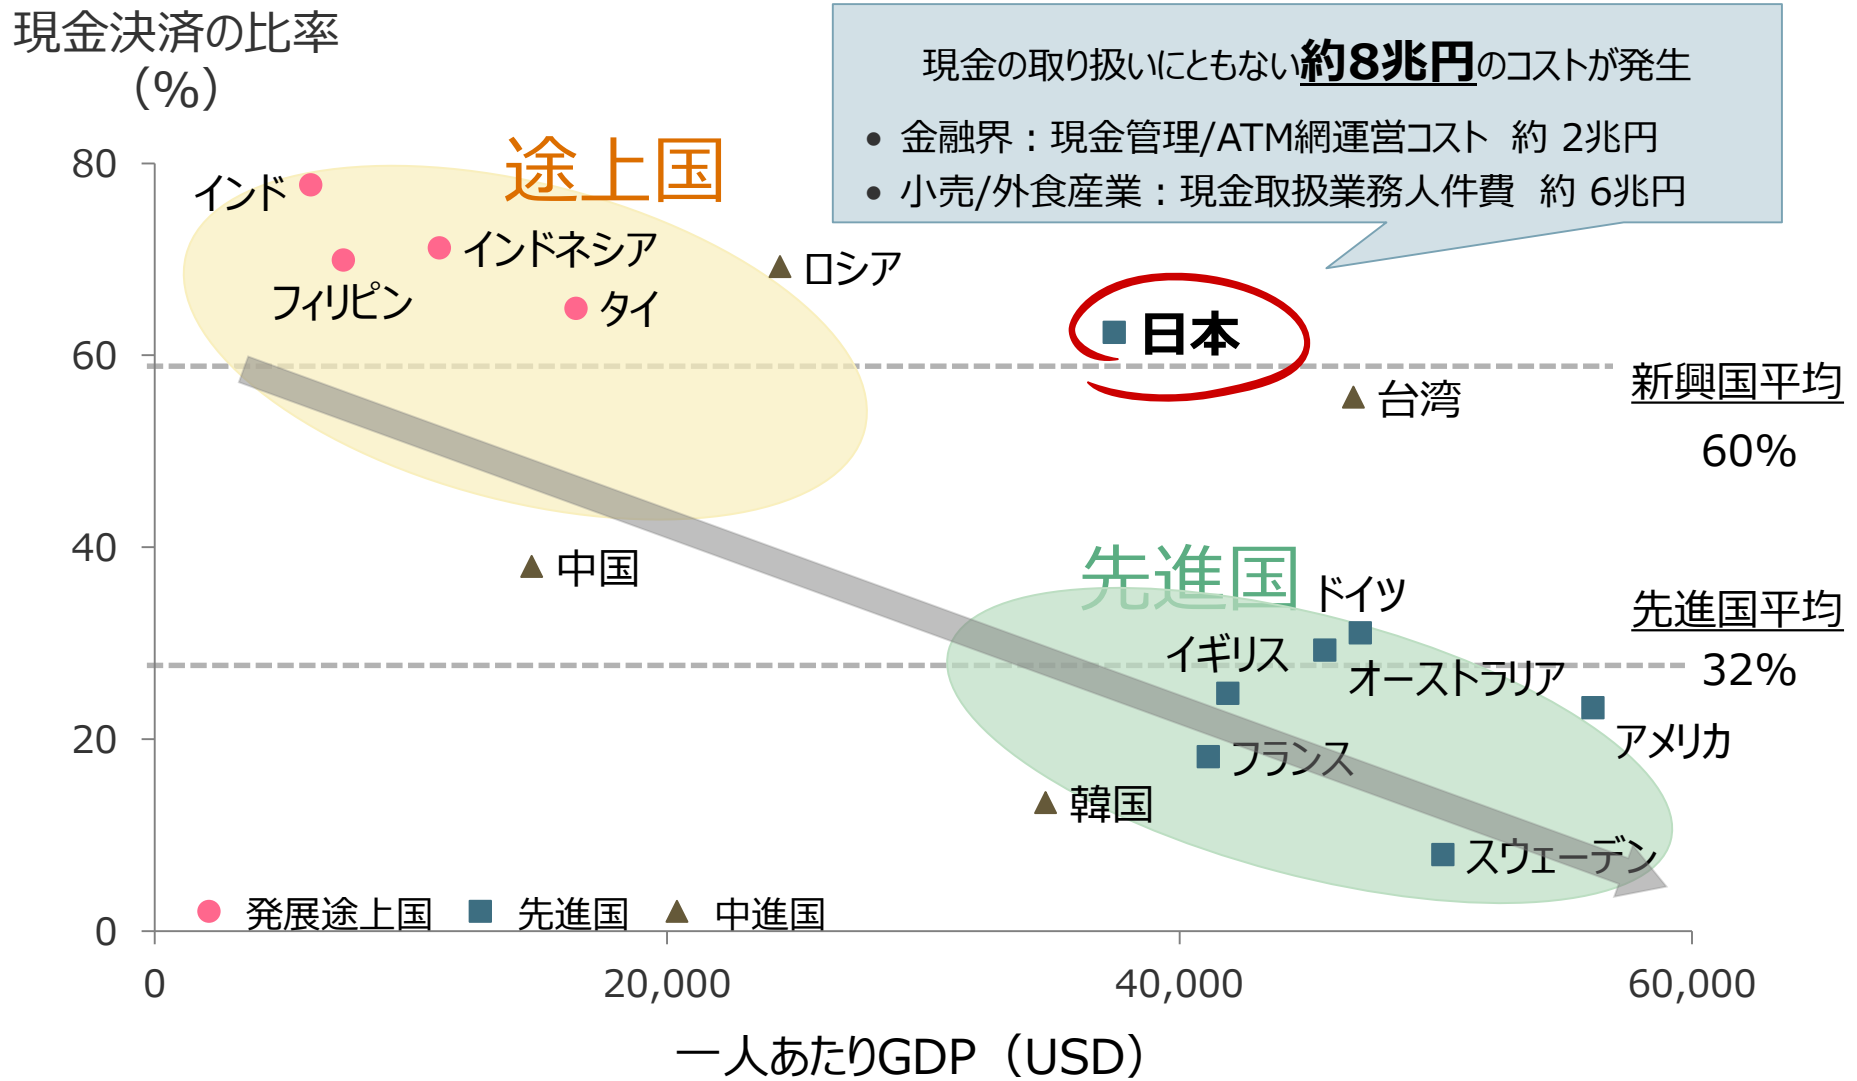 現金決済の比率
（%）
現金の取り扱いにともない約8兆円のコストが発生
• 金融界：現金管理/ATM網運営コスト 約 2兆円
• 小売/外食産業：現金取扱業務人件費 約 6兆円
途上国
80
インド
インドネシア
ロシア
フィリピン
タイ
日本
60
新興国平均
60%
台湾
40
中国
先進国
ドイツ
先進国平均
32%
イギリス
オーストラリア
20
アメリカ
フランス
韓国
スウェーデン
発展途上国 先進国 中進国
0
0 20,000 40,000 60,000
一人あたりGDP（USD）